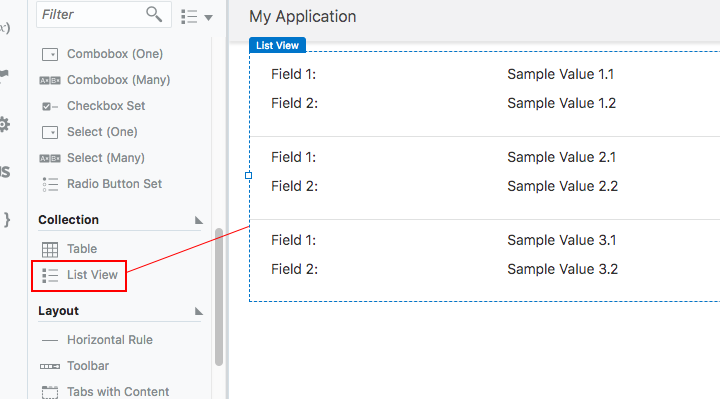 Filter
My Application
x)
Combobox (One)
Combobox (Many)
Checkbox Set
Select (One)
Select (Many)
Radio Button Set
JS
}
Collection
Table
List View
Layout
Horizontal Rule
Toolbar
Tabs with Content
List View
Field 1: Sample Value 1.1
Field 2: Sample Value 1.2
Field 1: Sample Value 2.1
Field 2: Sample Value 2.2
Field 1: Sample Value 3.1
Field 2: Sample Value 3.2